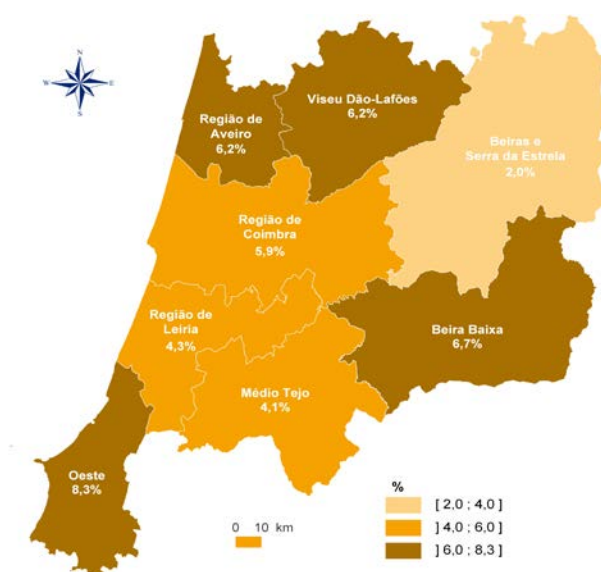 N
W
E
S
Viseu Dão-Lafões
6,2%
Região de
Aveiro
6,2%
Beiras e
Serra da Estrela
2,0%
Região de
Coimbra
5,9%
Região de
Leiria
4,3%
Beira Baixa
6,7%
Médio Tejo
4,1%
Oeste
8,3%
%
[ 2,0 ; 4,0 ]
] 4,0 ; 6,0 ]
] 6,0 ; 8,3 ]
0 10 km